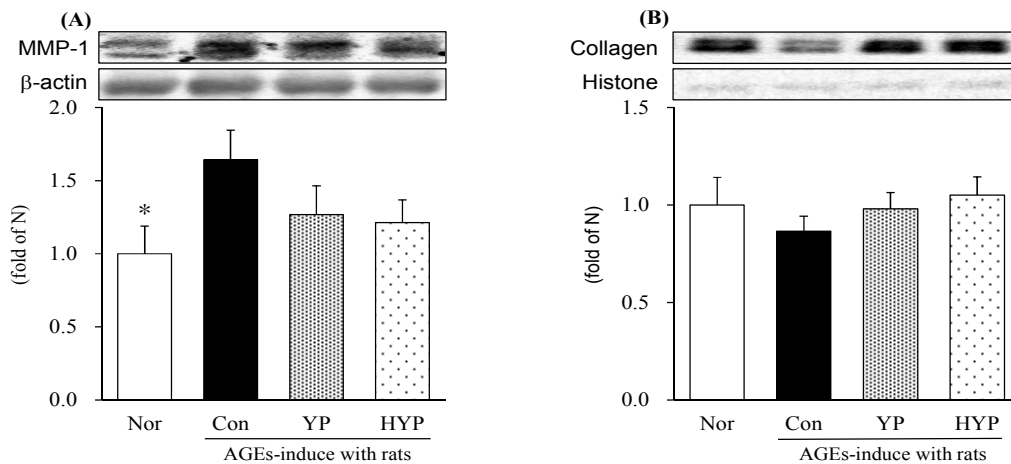 (A)
MMP-1
β-actin
2.0
1.5
1.0
0.5
0.0
(fold of N)
*
Nor Con YP HYP
AGEs-induce with rats
(B)
Collagen
Histone
1.5
1.0
0.5
0.0
(fold of N)
Nor Con YP HYP
AGEs-induce with rats